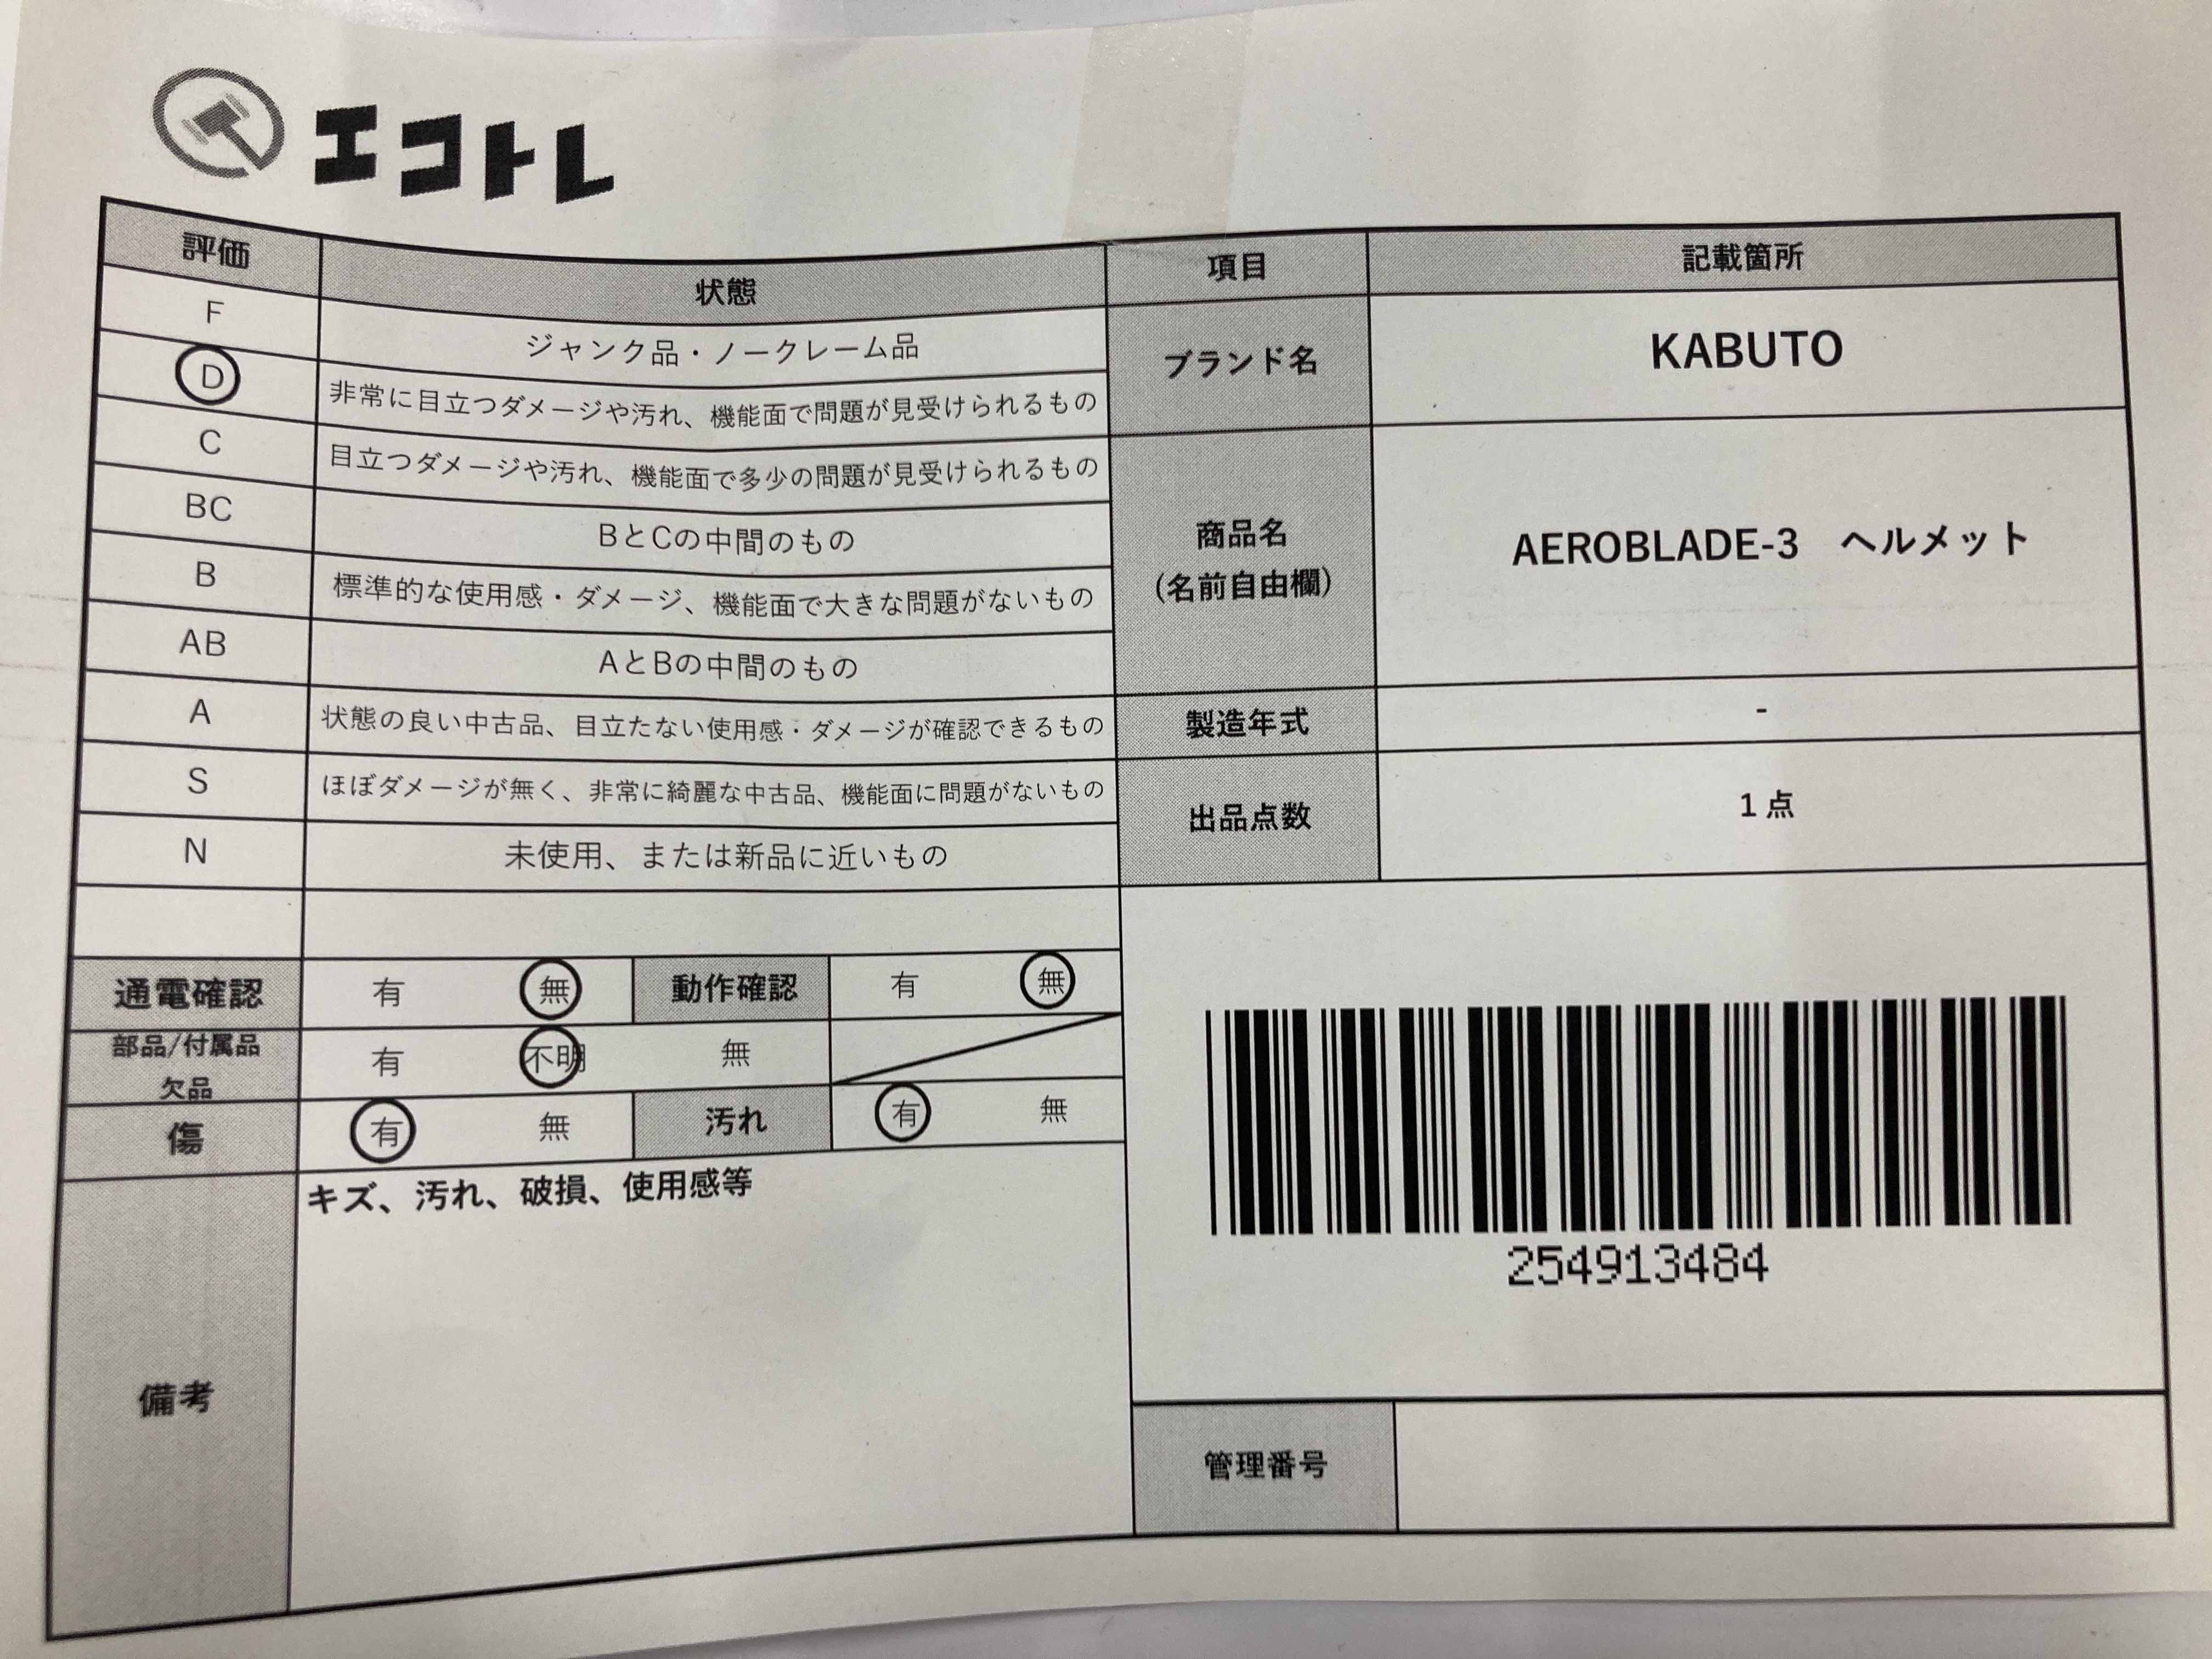 エコトレ
評価 状態
F ジャンク品・ノークレーム品
D 非常に目立つダメージや汚れ、機能面で問題が見受けられるもの
C 目立つダメージや汚れ、機能面で多少の問題が見受けられるもの
BC BとCの中間のもの
B 標準的な使用感・ダメージ、機能面で大きな問題がないもの
AB AとBの中間のもの
A 状態の良い中古品、目立たない使用感・ダメージが確認できるもの
S ほぼダメージが無く、非常に綺麗な中古品、機能面に問題がないもの
N 未使用、または新品に近いもの
通電確認 有 無 動作確認 有 無
部品/付属品
欠品
有 不明 無
傷 有 無 汚れ 有 無
備考
キズ、汚れ、破損、使用感等
項目 記載箇所
ブランド名 KABUTO
商品名
(名前自由欄)
AEROBLADE-3 ヘルメット
製造年式 -
出品点数 1点
254913484
管理番号